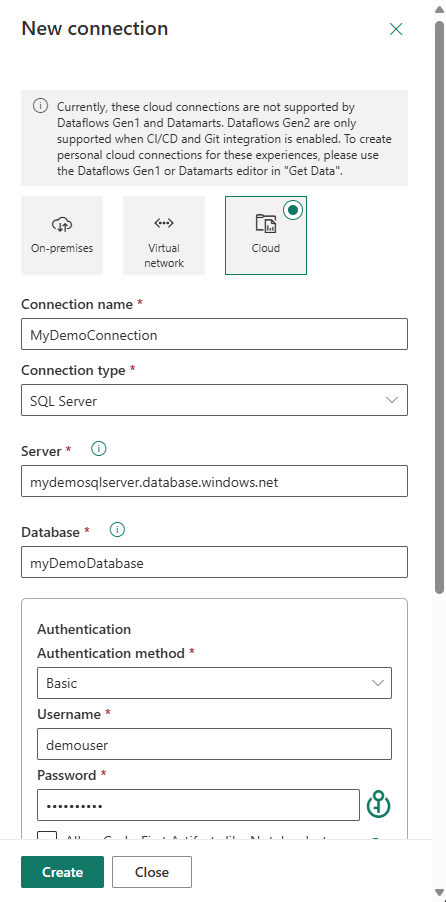 New connection
Currently, these cloud connections are not supported by
Dataflows Gen1 and Datamarts. Dataflows Gen2 are only
supported when CI/CD and Git integration is enabled. To create
personal cloud connections for these experiences, please use
the Dataflows Gen1 or Datamarts editor in "Get Data".
On-premises
Virtual
network
Cloud
Connection name *
MyDemoConnection
Connection type *
SQL Server
Server *
mydemosqlserver.database.windows.net
Database *
myDemoDatabase
Authentication
Authentication method *
Basic
Username *
demouser
Password *
••••••••••
Create
Close